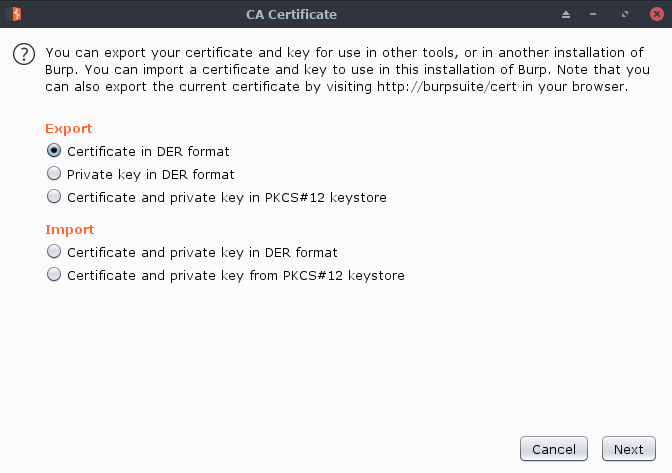 CA Certificate
You can export your certificate and key for use in other tools, or in another installation of
Burp. You can import a certificate and key to use in this installation of Burp. Note that you
can also export the current certificate by visiting http://burpsuite/cert in your browser.
Export
Certificate in DER format
Private key in DER format
Certificate and private key in PKCS#12 keystore
Import
Certificate and private key in DER format
Certificate and private key from PKCS#12 keystore
Cancel
Next